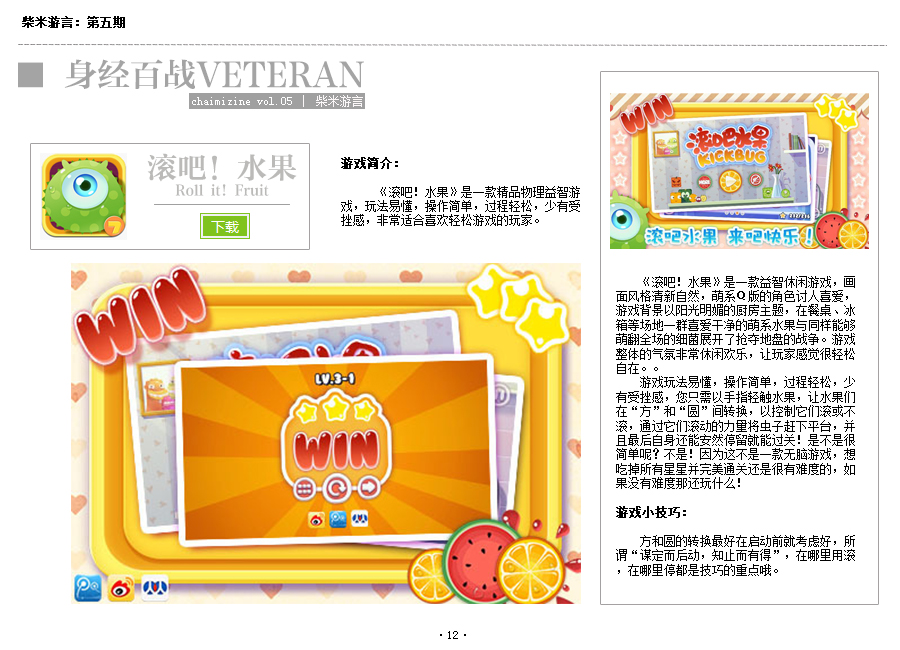 柴米游言：第五期
身经百战VETERAN
chaimizine vol.05 | 柴米游言
滚吧！水果
Roll it! Fruit
下载
游戏简介：
《滚吧！水果》是一款精品物理益智游
戏，玩法易懂，操作简单，过程轻松，少有受
挫感，非常适合喜欢轻松游戏的玩家。
WIN
LV.3-1
WIN
WIN
滚吧水果
KICKBUG
滚吧水果 来吧快乐！
《滚吧！水果》是一款益智休闲游戏，画
面风格清新自然，萌系Q版的角色讨人喜爱，
游戏背景以阳光明媚的厨房主题，在餐桌、冰
箱等场地一群喜爱干净的萌系水果与同样能够
萌翻全场的细菌展开了抢夺地盘的战争。游戏
整体的气氛非常休闲欢乐，让玩家感觉很轻松
自在。。
游戏玩法易懂，操作简单，过程轻松，少
有受挫感，您只需以手指轻触水果，让水果们
在“方”和“圆”间转换，以控制它们滚或不
滚，通过它们滚动的力量将虫子赶下平台，并
且最后自身还能安然停留就能过关！是不是很
简单呢？不是！因为这不是一款无脑游戏，想
吃掉所有星星并完美通关还是很有难度的，如
果没有难度那还玩什么！
游戏小技巧：
方和圆的转换最好在启动前就考虑好，所
谓“谋定而后动，知止而有得”，在哪里用滚
，在哪里停都是技巧的重点哦。
·12·